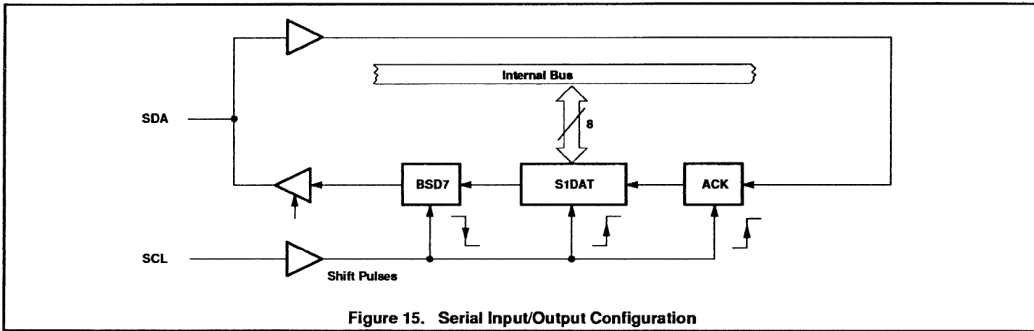 Internal Bus
SDA
8
BSD7
S1DAT
ACK
SCL
Shift Pulses
Figure 15. Serial Input/Output Configuration